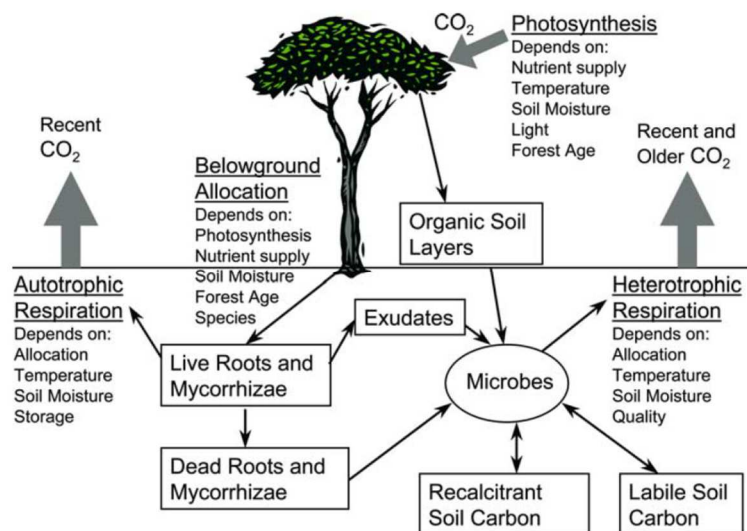 CO2
Photosynthesis
Depends on:
Nutrient supply
Temperature
Soil Moisture
Light
Forest Age
Recent
CO2
Belowground
Allocation
Depends on:
Photosynthesis
Nutrient supply
Soil Moisture
Forest Age
Species
Organic Soil
Layers
Recent and
Older CO2
Autotrophic
Respiration
Depends on:
Allocation
Temperature
Soil Moisture
Storage
Live Roots and
Mycorrhizae
Exudates
Microbes
Heterotrophic
Respiration
Depends on:
Allocation
Temperature
Soil Moisture
Quality
Dead Roots and
Mycorrhizae
Recalcitrant
Soil Carbon
Labile Soil
Carbon